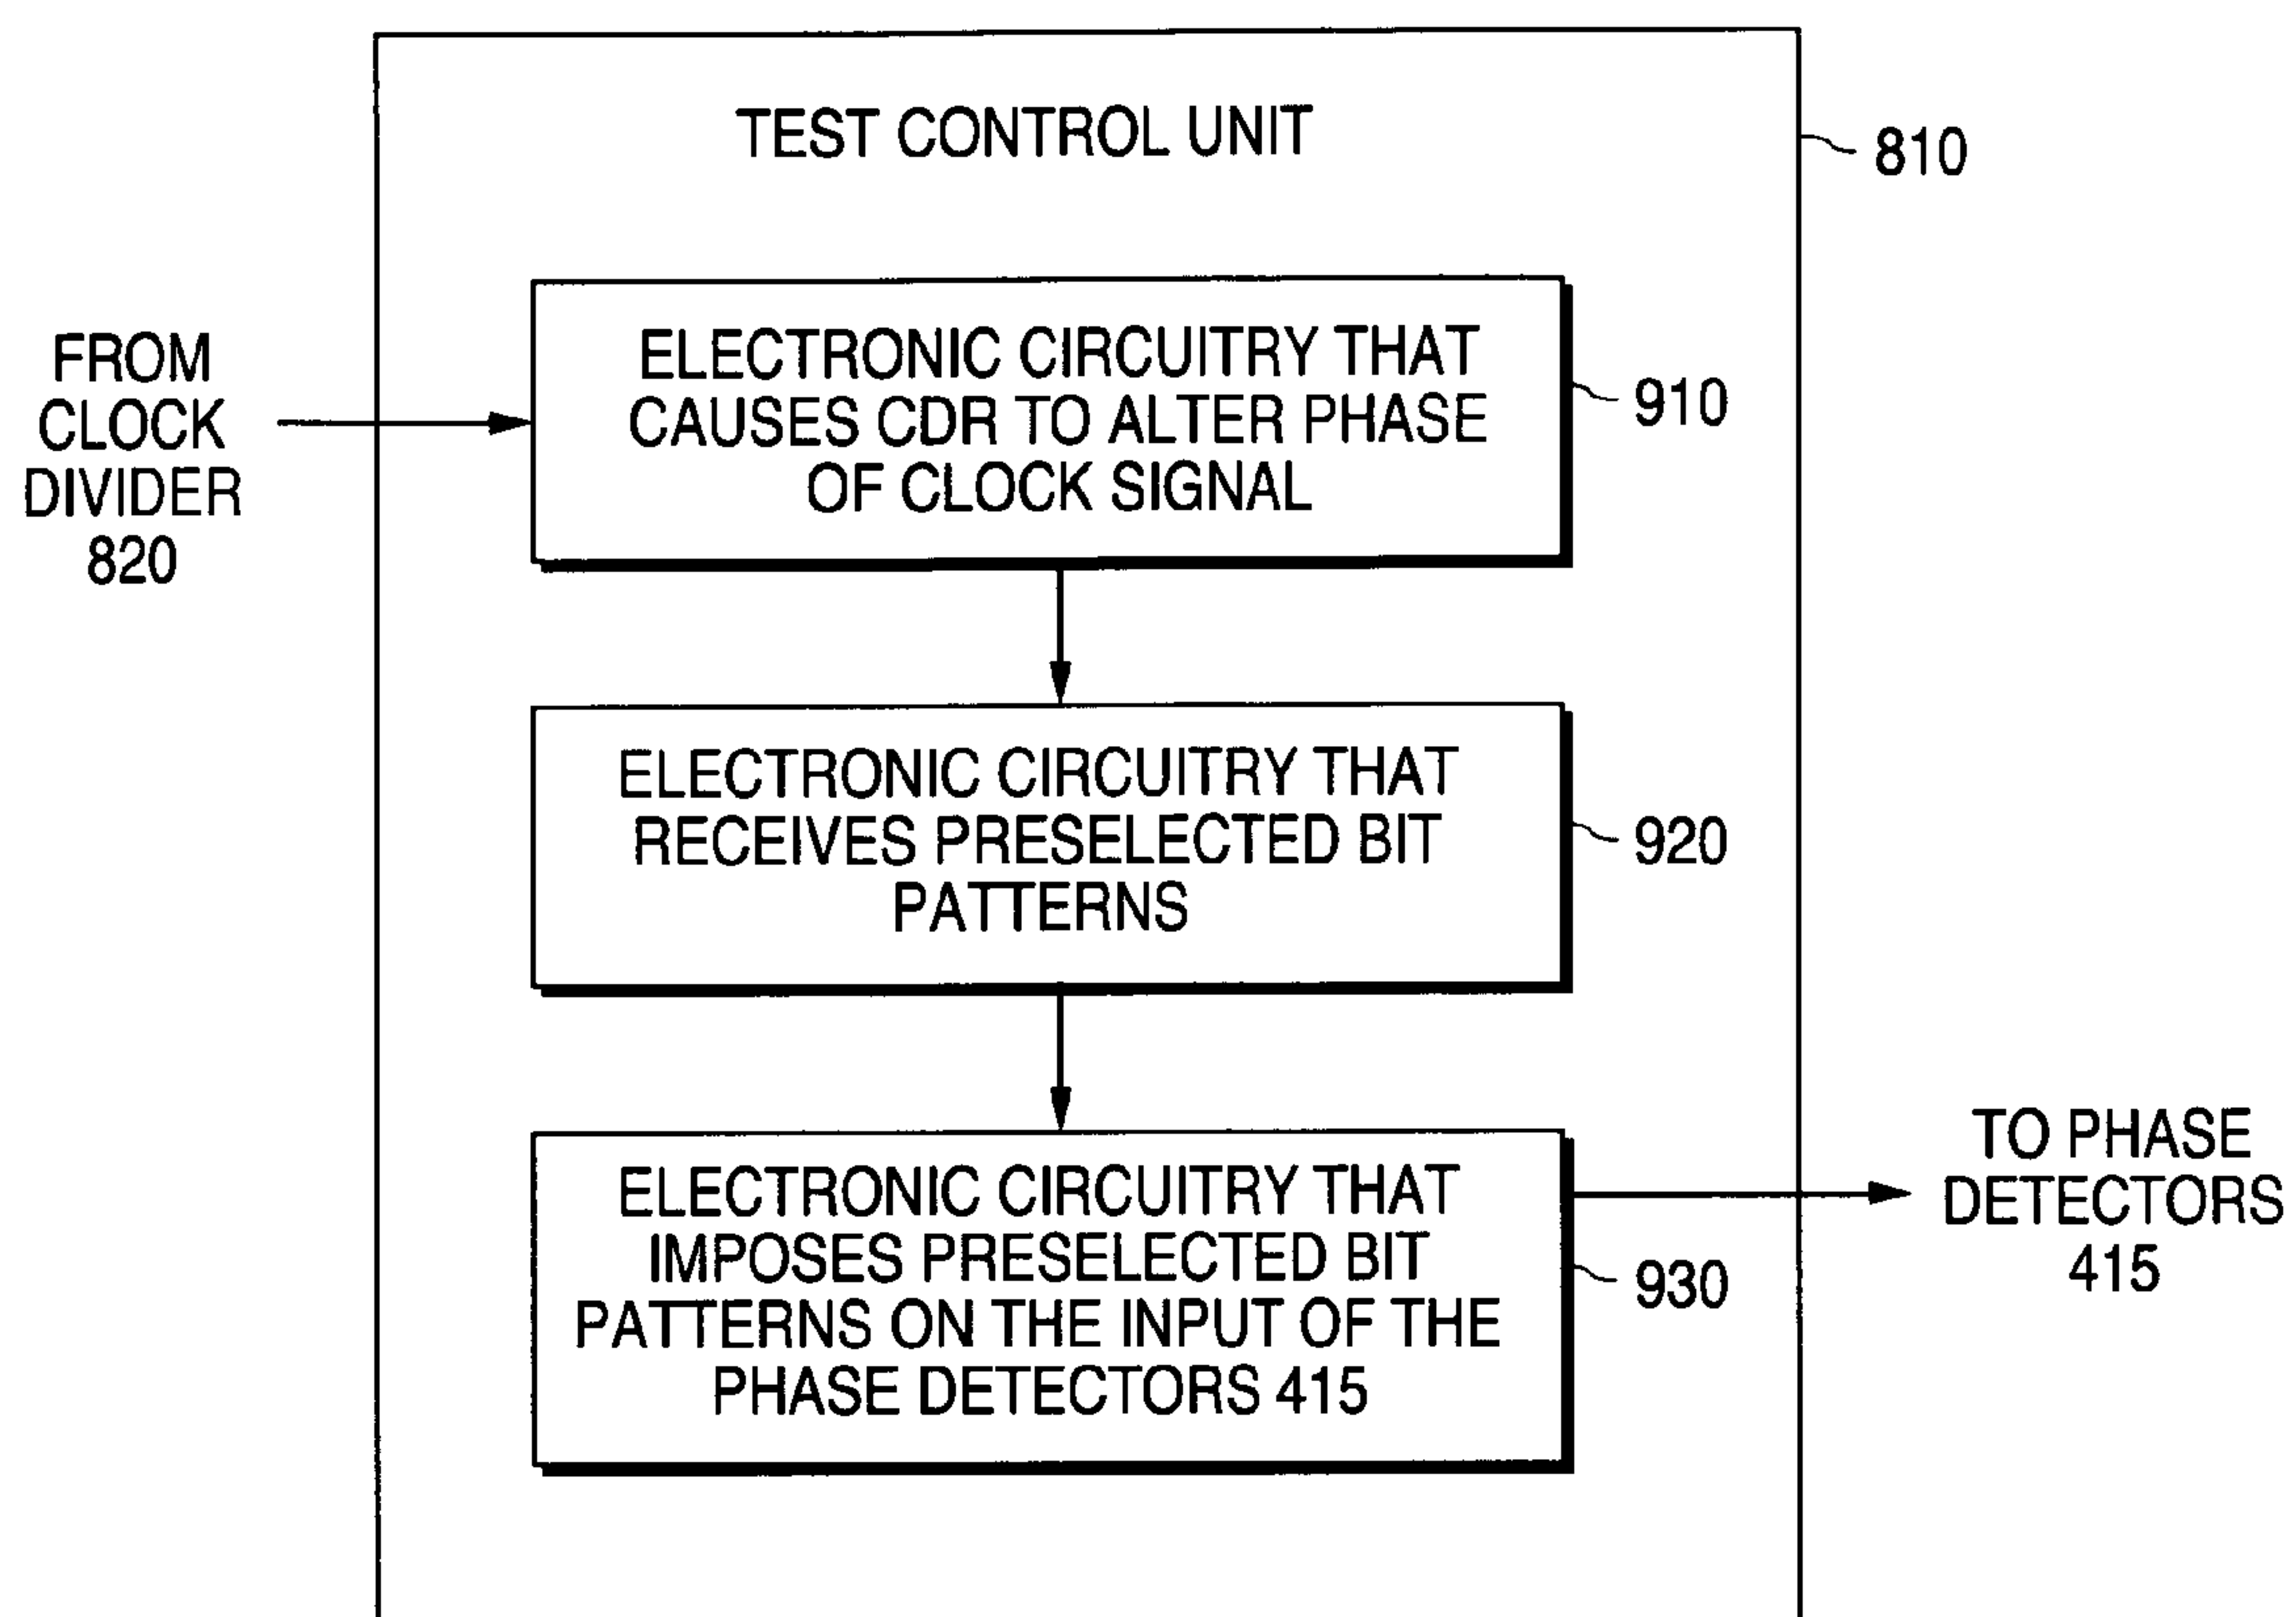 TEST CONTROL UNIT
810
FROM
CLOCK
DIVIDER
820
ELECTRONIC CIRCUITRY THAT
CAUSES CDR TO ALTER PHASE
OF CLOCK SIGNAL
910
ELECTRONIC CIRCUITRY THAT
RECEIVES PRESELECTED BIT
PATTERNS
920
ELECTRONIC CIRCUITRY THAT
IMPOSES PRESELECTED BIT
PATTERNS ON THE INPUT OF THE
PHASE DETECTORS 415
930
TO PHASE
DETECTORS
415